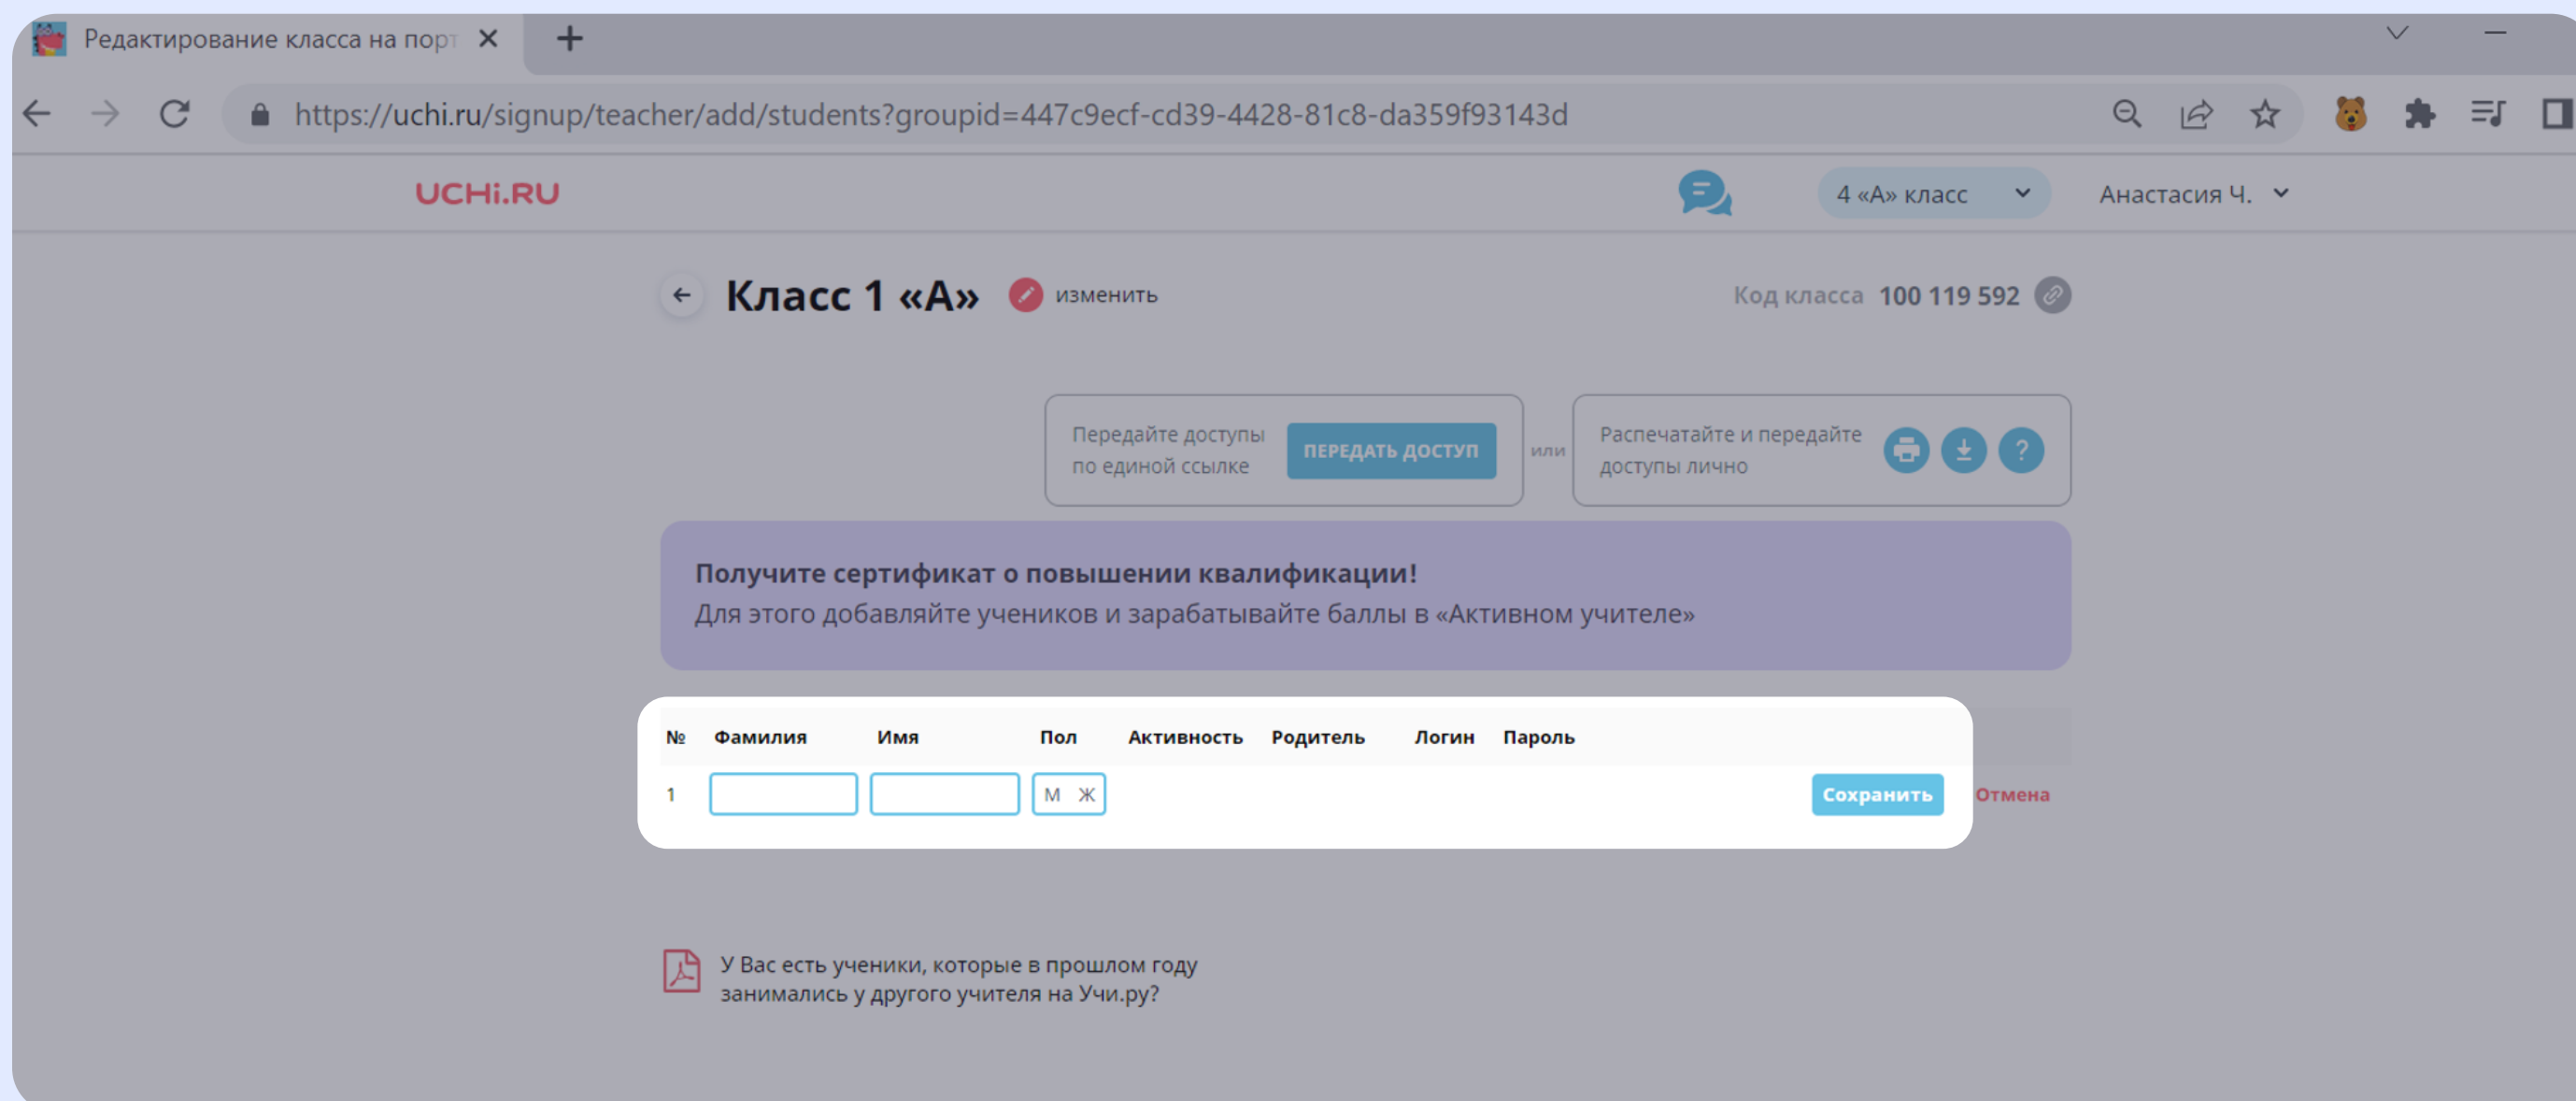 Редактирование класса на порт
https://uchi.ru/signup/teacher/add/students?groupid=447c9ecf-cd39-4428-81c8-da359f93143d
UCHi.RU
4 «А» класс
Анастасия Ч.
Класс 1 «А»
изменить
Код класса 100 119 592
Передайте доступы
по единой ссылке
ПЕРЕДАТЬ ДОСТУП
или
Распечатайте и передайте
доступы лично
?
Получите сертификат о повышении квалификации!
Для этого добавляйте учеников и зарабатывайте баллы в «Активном учителе»
№ Фамилия Имя Пол Активность Родитель Логин Пароль
1 М Ж Сохранить Отмена
У Вас есть ученики, которые в прошлом году
занимались у другого учителя на Учи.ру?